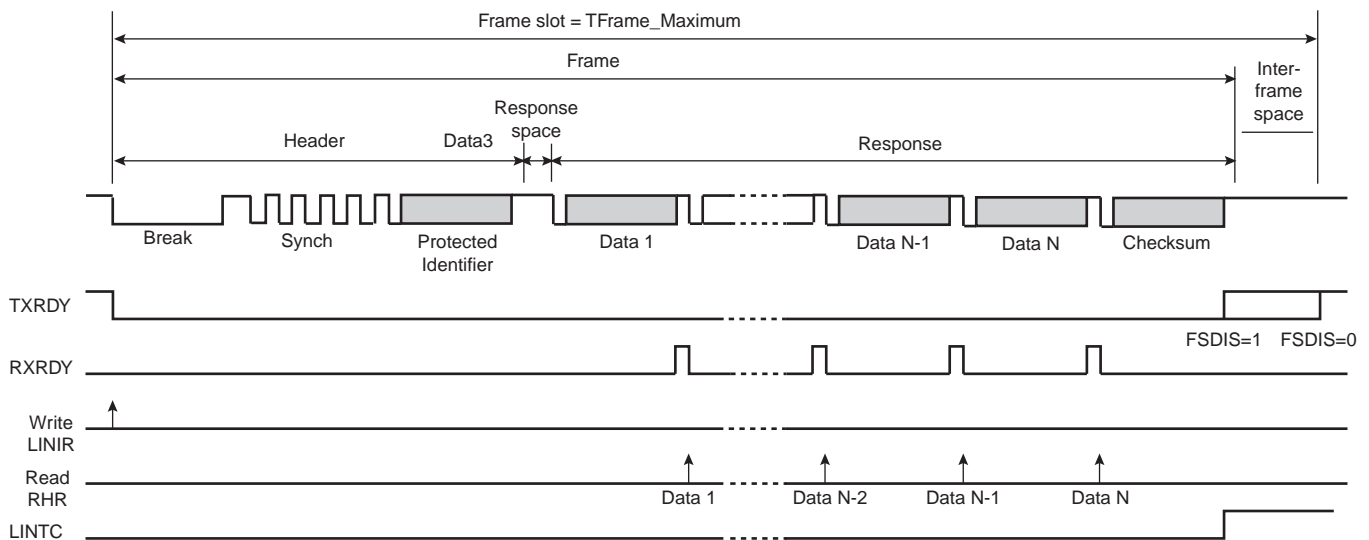 Frame slot = TFrame_Maximum
Frame
Inter-
frame
space
Response
space
Header
Data3
Response
Break
Synch
Protected
Identifier
Data 1
Data N-1
Data N
Checksum
TXRDY
FSDIS=1
FSDIS=0
RXRDY
Write
LINIR
Read
RHR
Data 1
Data N-2
Data N-1
Data N
LINTC